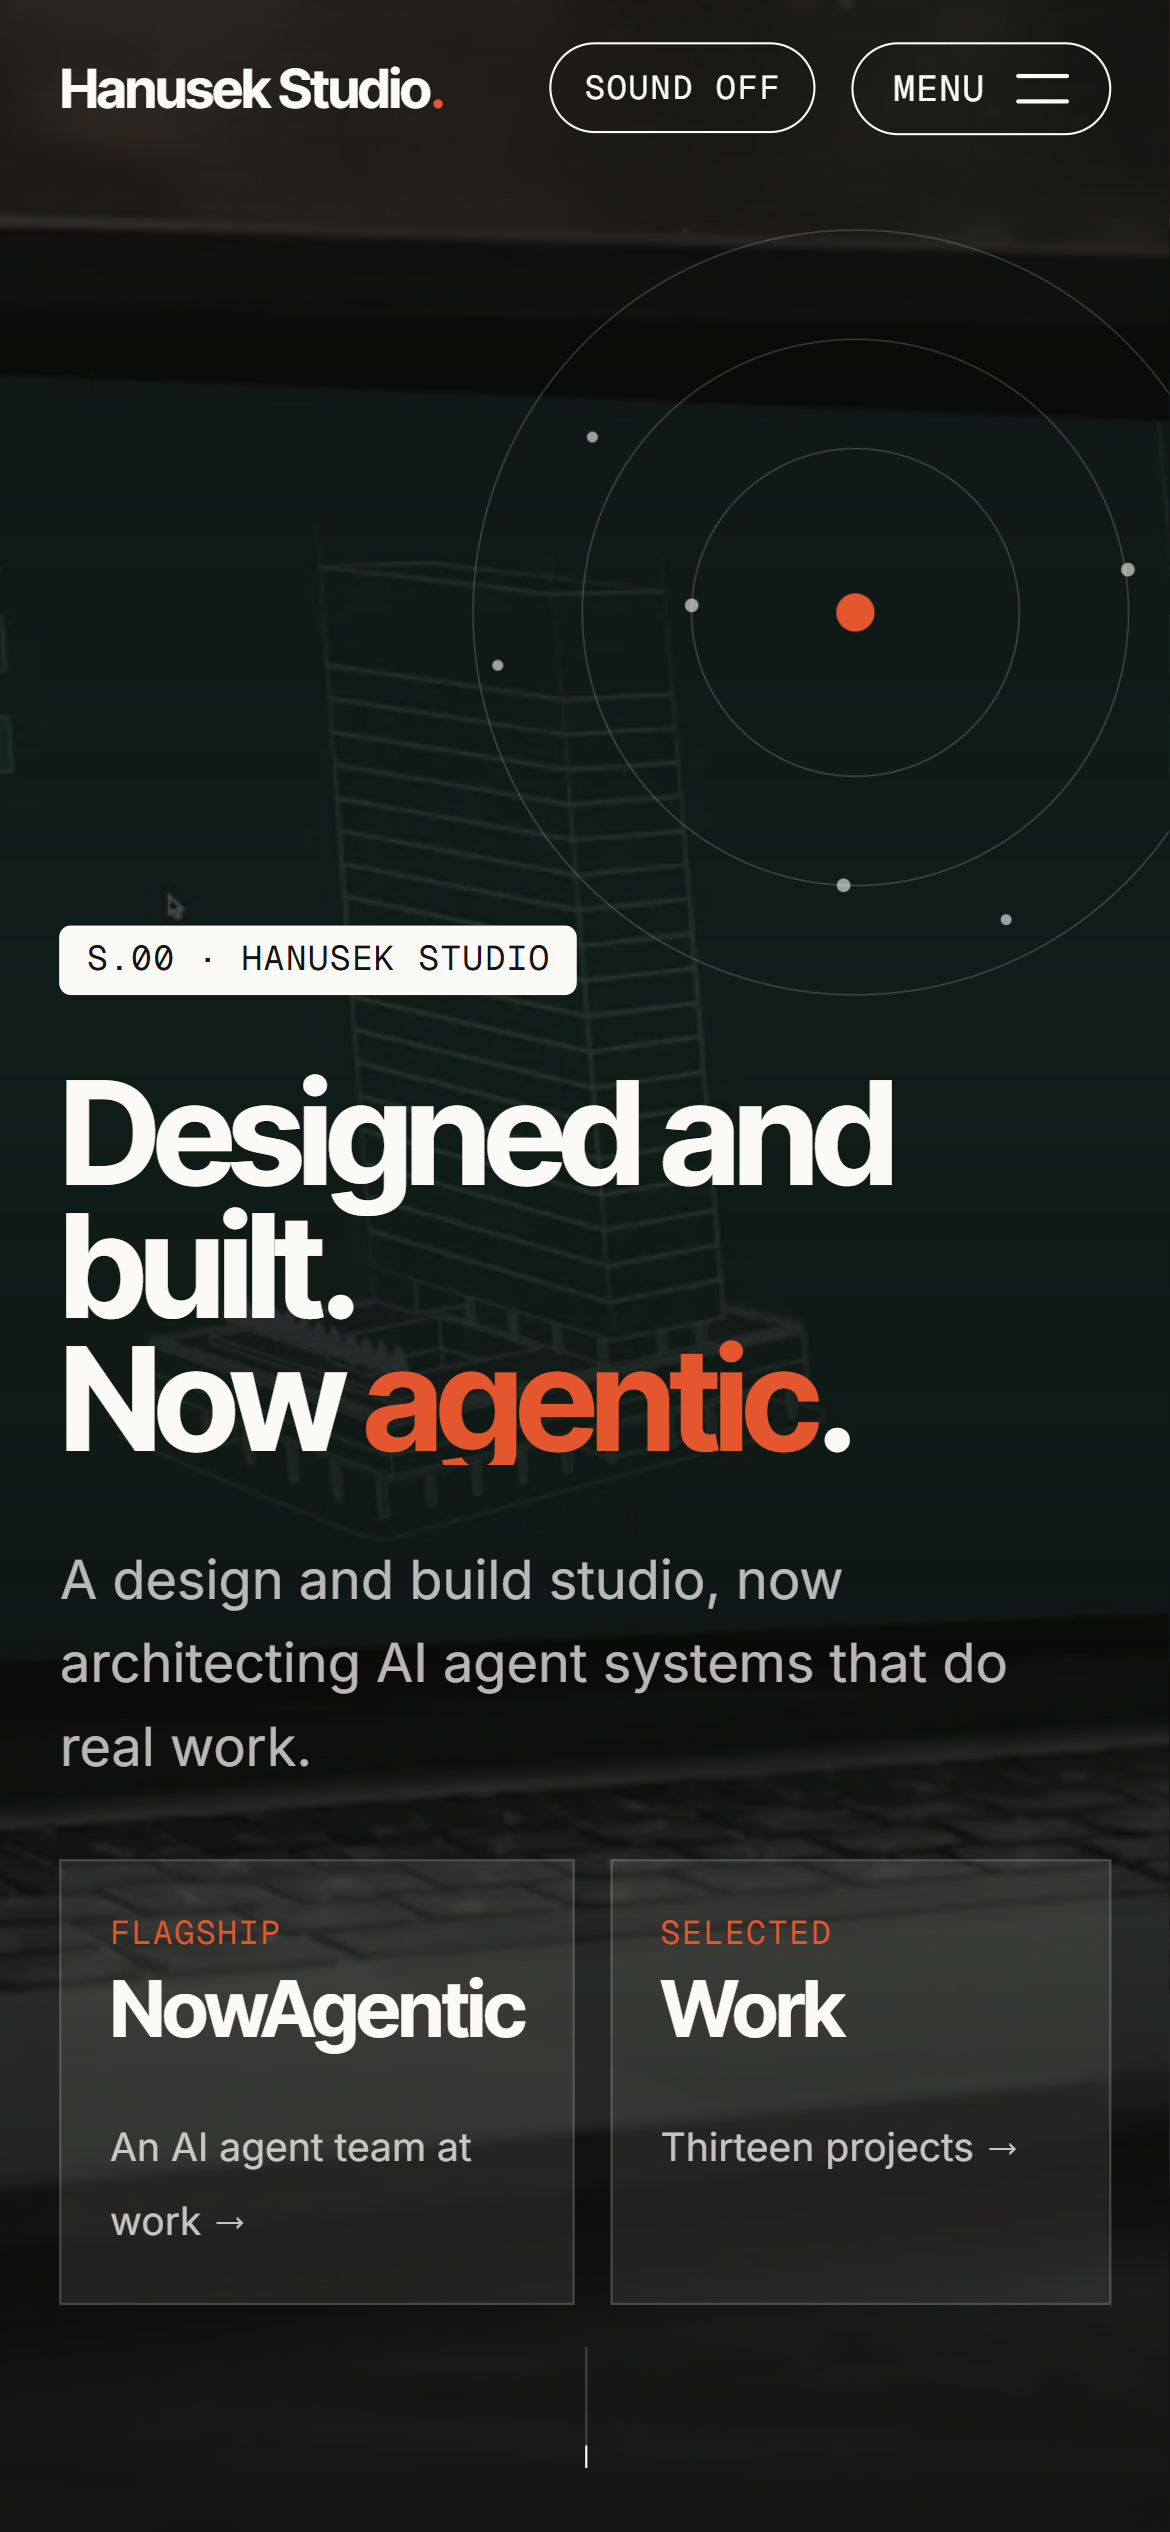 Hanusek Studio.
SOUND OFF
MENU
S.00 · HANUSEK STUDIO
Designed and
built.
Now agentic.
A design and build studio, now
architecting AI agent systems that do
real work.
FLAGSHIP
NowAgentic
An AI agent team at
work →
SELECTED
Work
Thirteen projects →